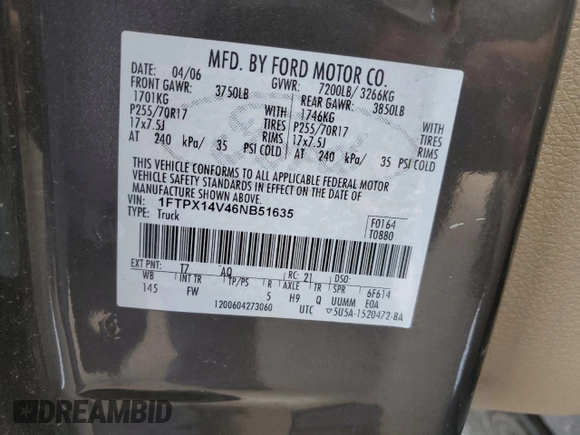 MFD. BY FORD MOTOR CO.
DATE: 04/06 GVWR: 7200LB/ 3266KG
FRONT GAWR: 3750LB REAR GAWR: 3850LB
1701KG WITH 1746KG WITH
P255/70R17 TIRES P255/70R17 TIRES
17x7.5J RIMS 17x7.5J RIMS
AT 240 kPa/ 35 PSI COLD AT 240 kPa/ 35 PSI COLD
THIS VEHICLE CONFORMS TO ALL APPLICABLE FEDERAL MOTOR
VEHICLE SAFETY STANDARDS IN EFFECT ON THE DATE OF
MANUFACTURE SHOWN ABOVE.
VIN: 1FTPX14V46NB51635
TYPE: Truck
F0164
T0880
EXT PNT: T7 AQ RC: 21 DSO:
WB INT TR TP/PS R AXLE TR SPR 6F614
145 FW 5 H9 Q UUMM EOA
1200604273060 UTC 5U5A-1520472-BA
DREAMBID